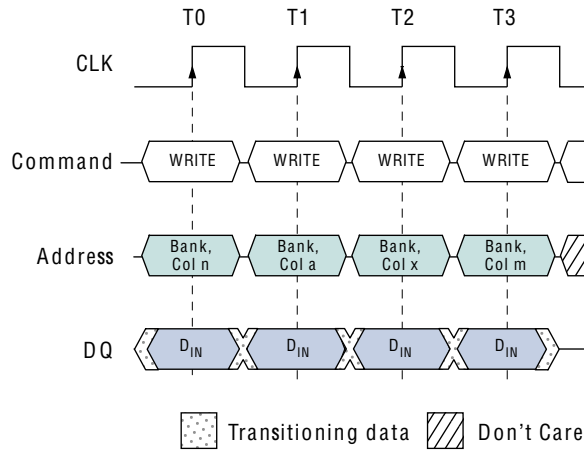 T0 T1 T2 T3
CLK
Command WRITE WRITE WRITE WRITE
Address Bank, Col n Bank, Col a Bank, Col x Bank, Col m
DQ DIN DIN DIN DIN
Transitioning data Don't Care